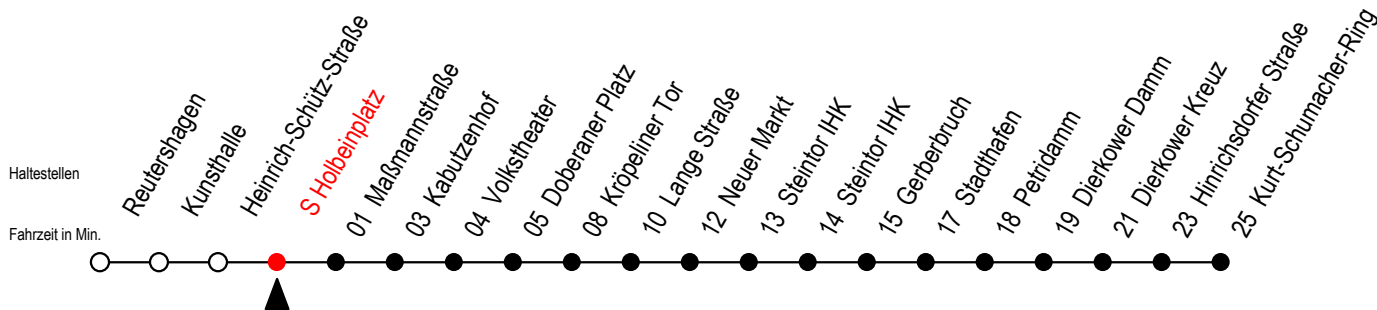 Haltestellen
Fahrzeit in Min.
Reutershagen
Kunsthalle
Heinrich-Schütz-Straße
S Holbeinplatz
01 Maßmannstraße
03 Kabutzenhof
04 Volkstheater
05 Doberaner Platz
08 Kröpeliner Tor
10 Lange Straße
12 Neuer Markt
13 Steintor IHK
14 Steintor IHK
15 Gerberbruch
17 Stadthafen
18 Petridamm
19 Dierkower Damm
21 Dierkower Kreuz
23 Hinrichsdorfer Straße
25 Kurt-Schumacher-Ring